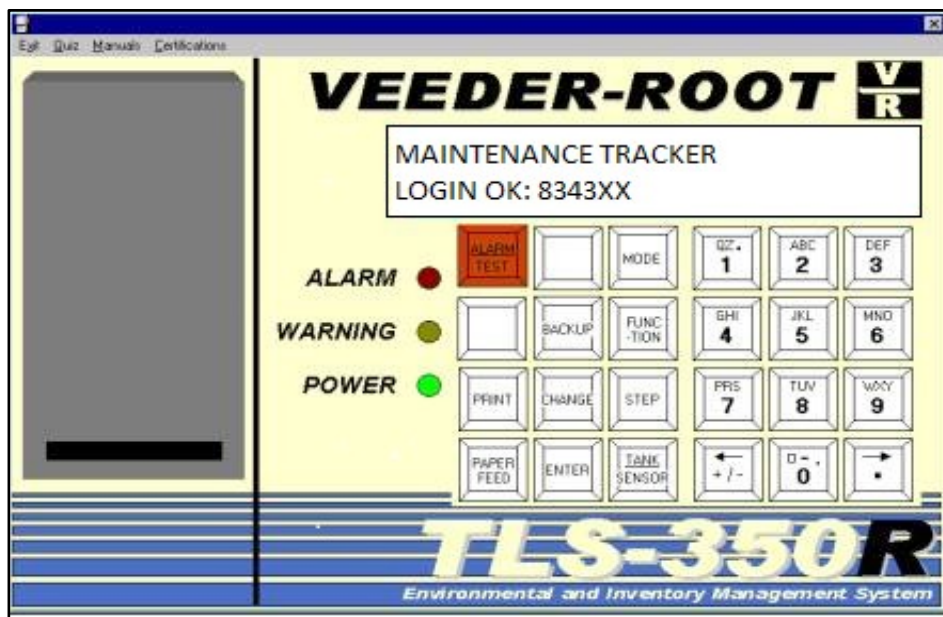 Exit Quiz Manuals Certifications
VEEDER-ROOT
V
R
MAINTENANCE TRACKER
LOGIN OK: 8343XX
ALARM
WARNING
POWER
ALARM
TEST
MODE
QZ.
1
ABC
2
DEF
3
BACKUP
FUNC
-TION
GHI
4
JKL
5
MNO
6
PRINT
CHANGE
STEP
PRS
7
TUV
8
WXY
9
PAPER
FEED
ENTER
TANK
SENSOR
+/-
0
TLS-350R
Environmental and Inventory Management System